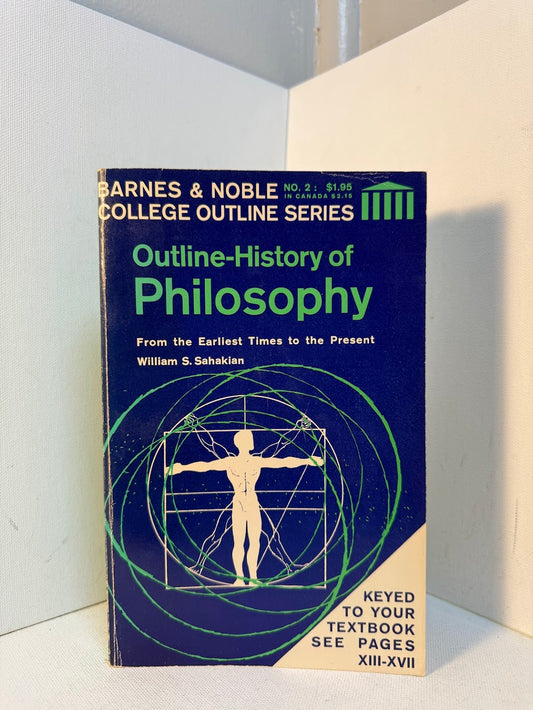 BARNES & NOBLE
COLLEGE OUTLINE SERIES
NO. 2: $1.95
IN CANADA $2.15
Outline-History of
Philosophy
From the Earliest Times to the Present
William S. Sahakian
KEYED
TO YOUR
TEXTBOOK
SEE PAGES
XIII-XVII